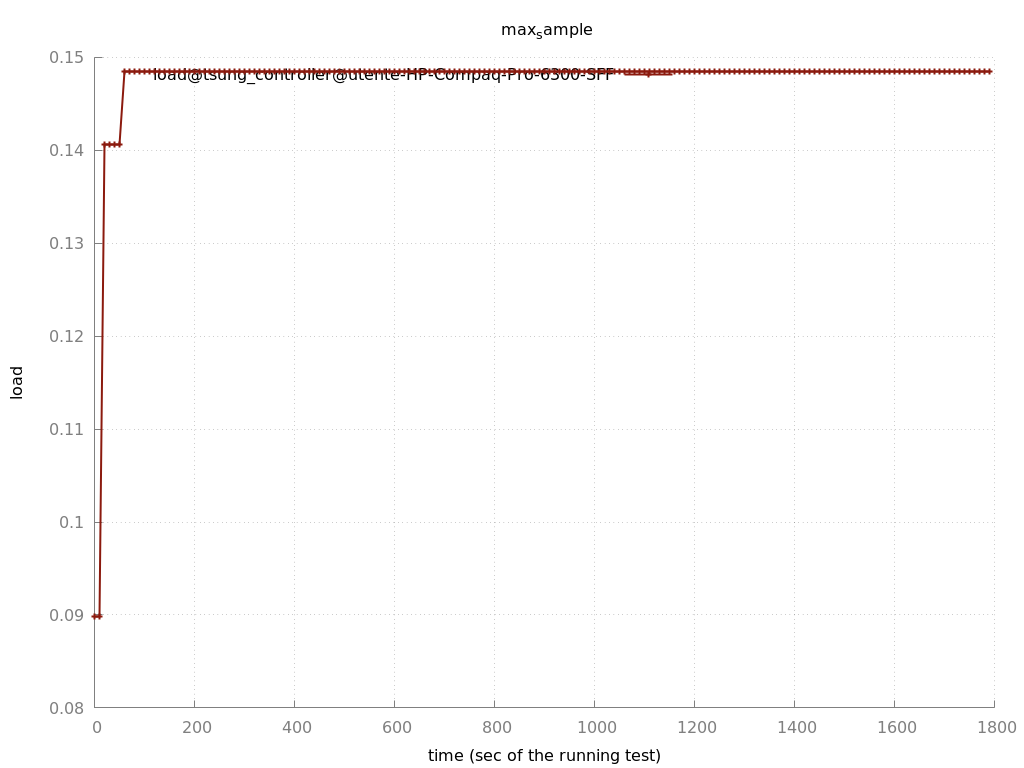 max_sample
0.15
load@tsung_controller@utente-HP-Compaq-Pro-6300-SFF
0.14
0.13
0.12
load
0.11
0.1
0.09
0.08
0 200 400 600 800 1000 1200 1400 1600 1800
time (sec of the running test)